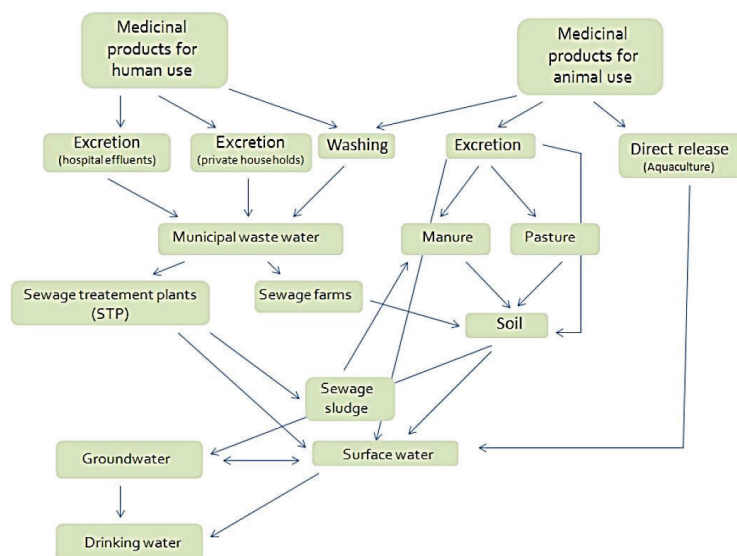 Medicinal
products for
human use
Medicinal
products for
animal use
Excretion
(hospital effluents)
Excretion
(private households)
Washing
Excretion
Direct release
(Aquaculture)
Municipal waste water
Manure
Pasture
Sewage treatement plants
(STP)
Sewage farms
Soil
Sewage
sludge
Groundwater
Surface water
Drinking water